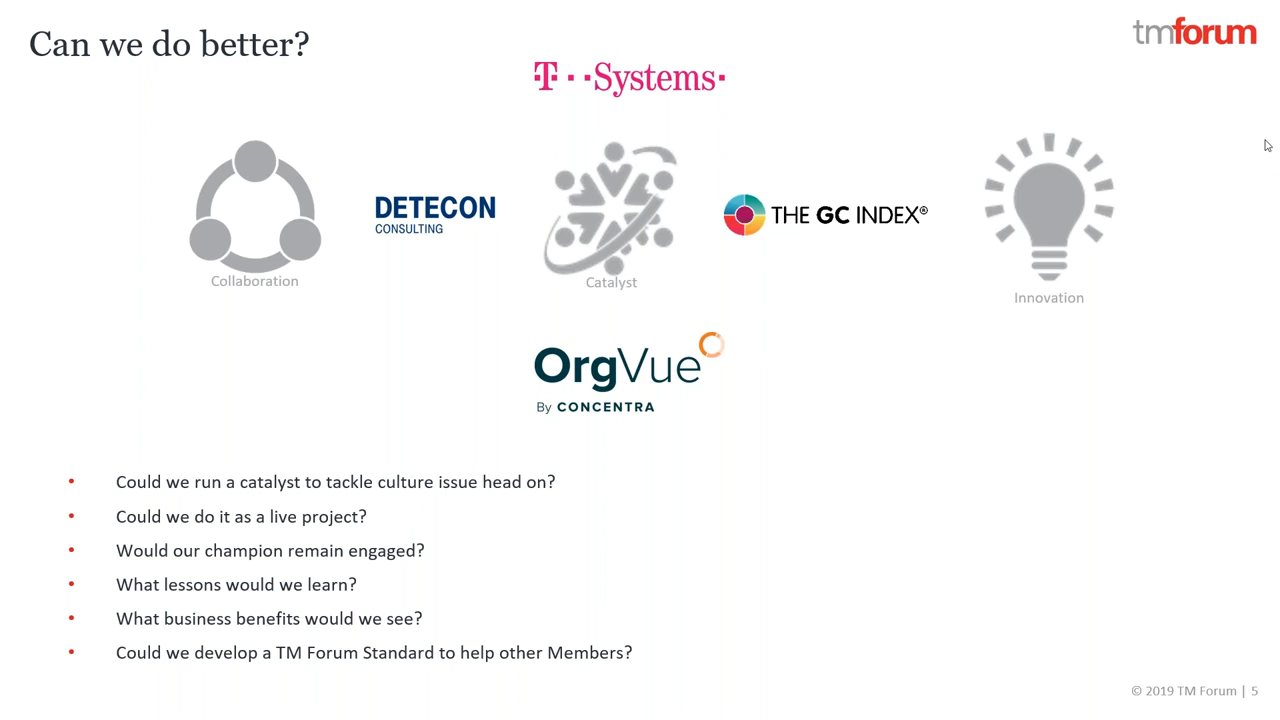 Can we do better?
tmforum
T··Systems·
DETECON
CONSULTING
THE GC INDEX®
Collaboration
Catalyst
Innovation
OrgVue
By CONCENTRA
• Could we run a catalyst to tackle culture issue head on?
• Could we do it as a live project?
• Would our champion remain engaged?
• What lessons would we learn?
• What business benefits would we see?
• Could we develop a TM Forum Standard to help other Members?
© 2019 TM Forum | 5